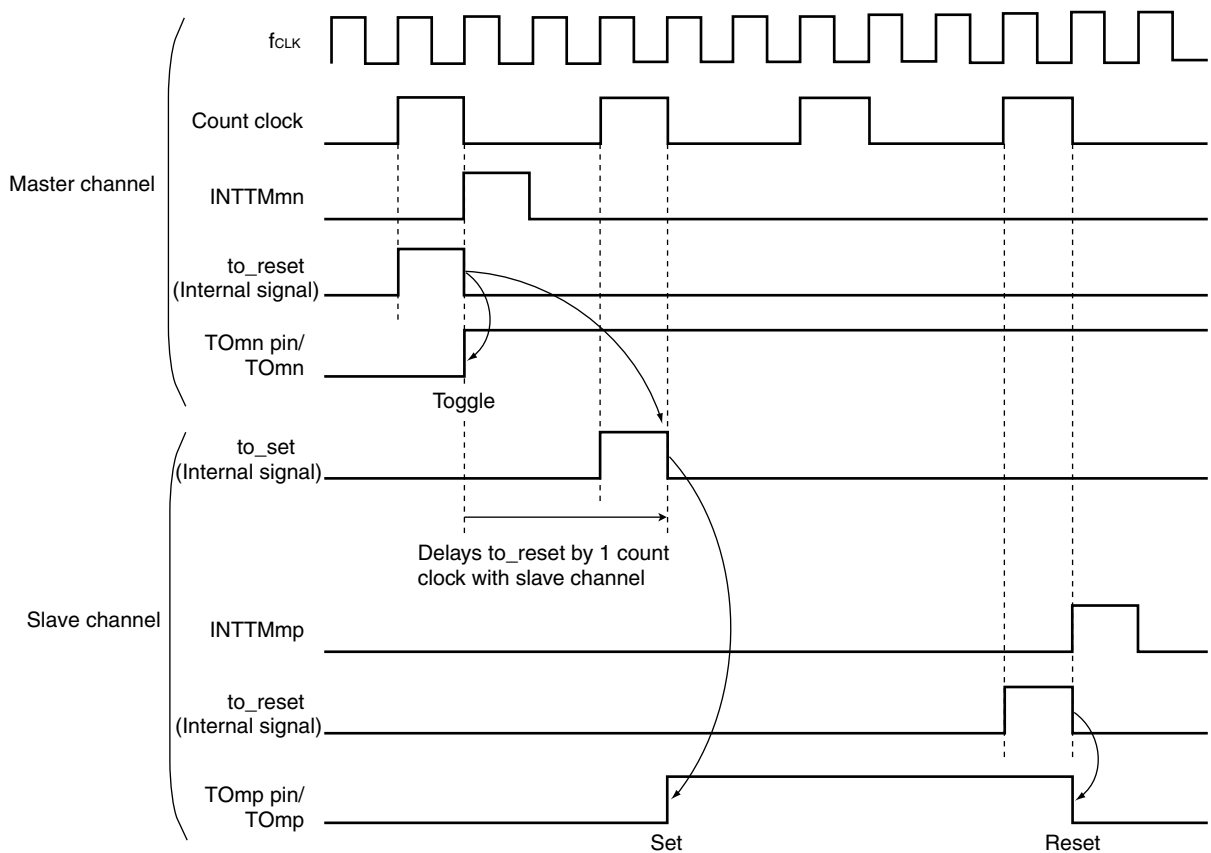 fCLK
Count clock
Master channel
INTTMmn
to_reset
(Internal signal)
TOmn pin/
TOmn
Toggle
to_set
(Internal signal)
Delays to_reset by 1 count
clock with slave channel
Slave channel
INTTMmp
to_reset
(Internal signal)
TOmp pin/
TOmp
Set
Reset